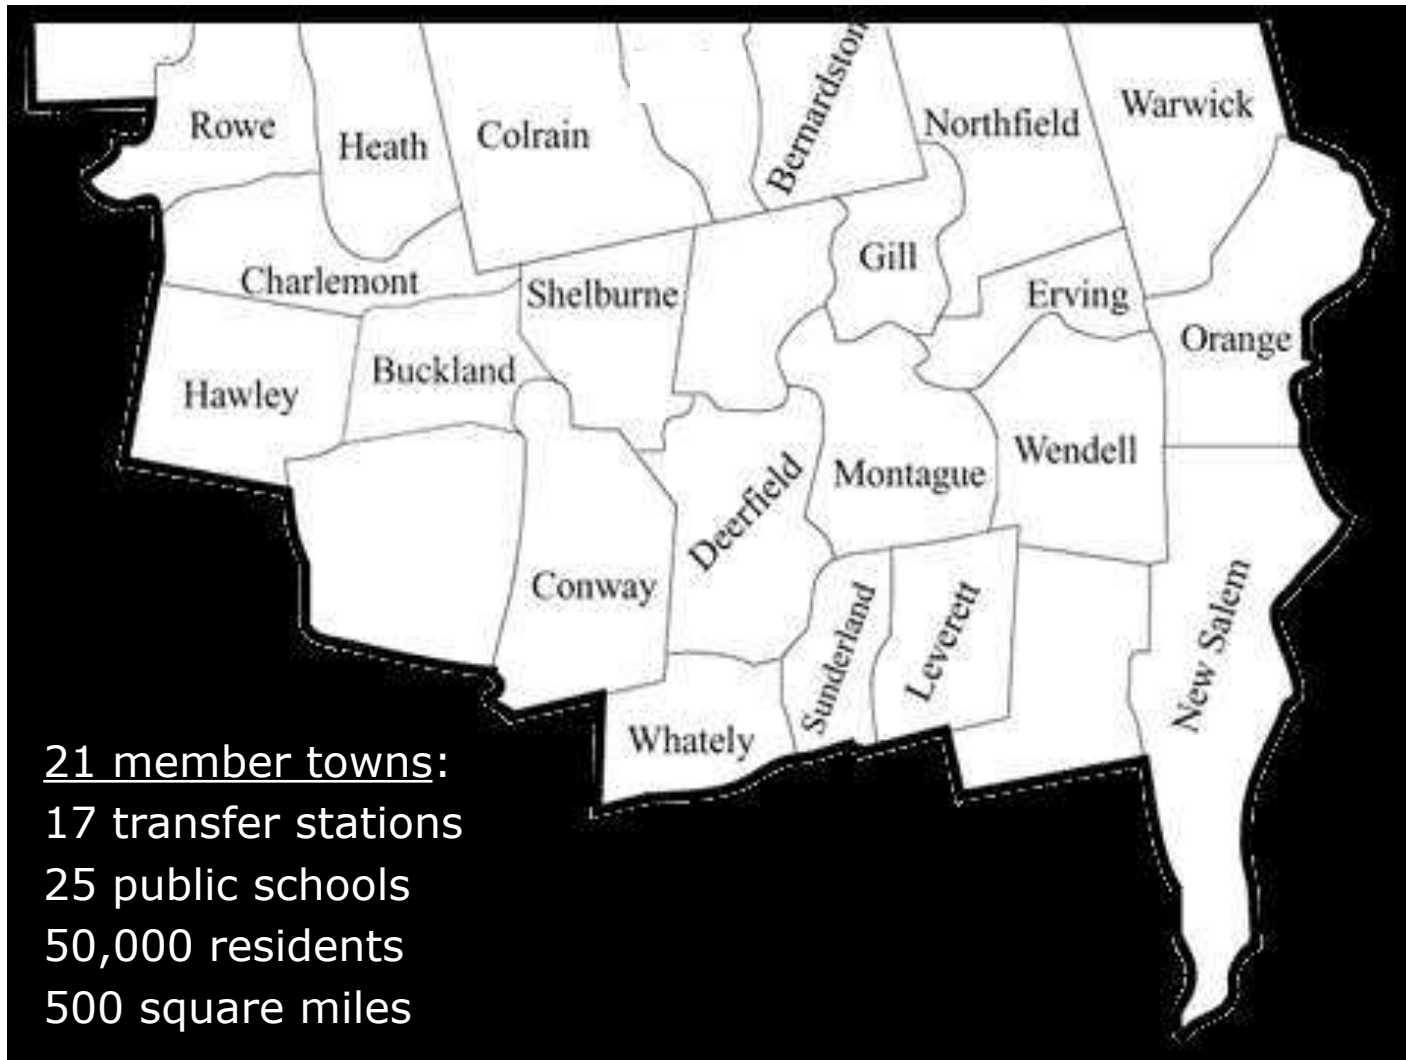 Bernardston
Warwick
Northfield
Rowe
Colrain
Heath
Gill
Charlemont
Shelburne
Erving
Orange
Buckland
Hawley
Wendell
Montague
Deerfield
Conway
Sunderland
Leverett
New Salem
Whately
21 member towns:
17 transfer stations
25 public schools
50,000 residents
500 square miles